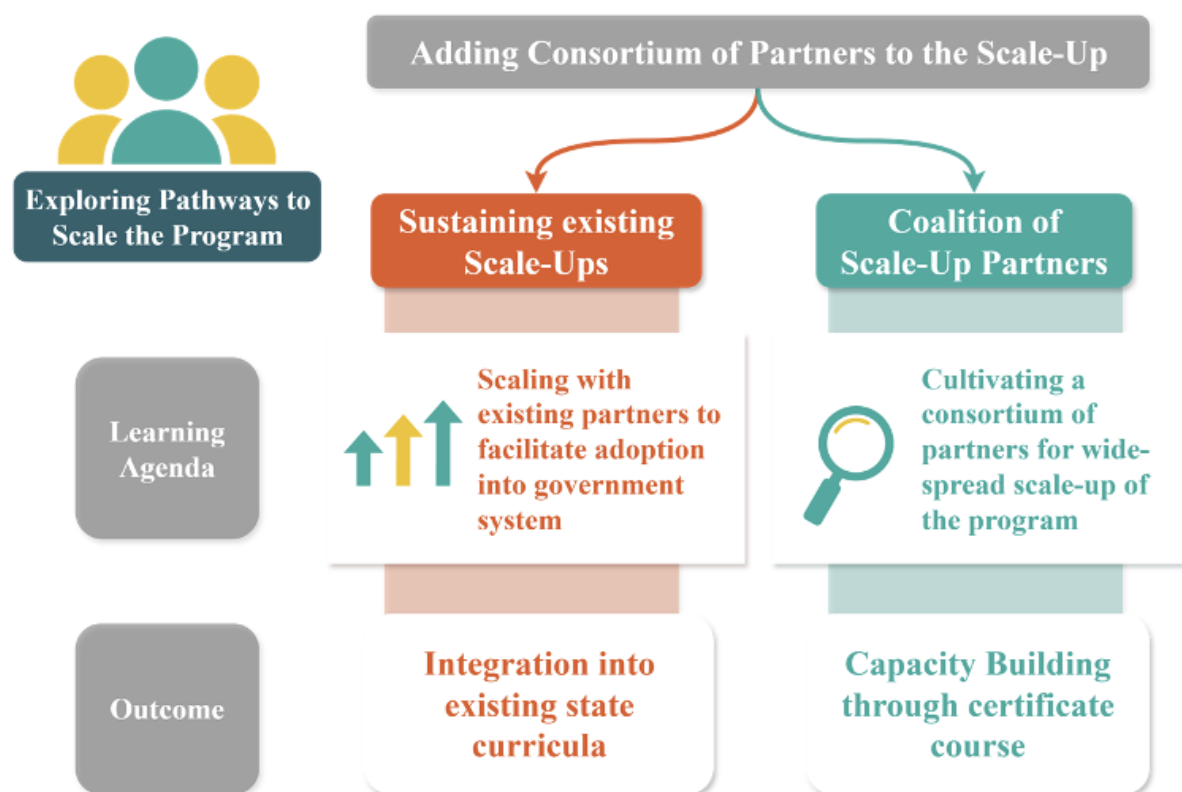 Adding Consortium of Partners to the Scale-Up
Exploring Pathways to
Scale the Program
Sustaining existing
Scale-Ups
Coalition of
Scale-Up Partners
Learning
Agenda
Scaling with
existing partners to
facilitate adoption
into government
system
Cultivating a
consortium of
partners for wide-
spread scale-up of
the program
Outcome
Integration into
existing state
curricula
Capacity Building
through certificate
course